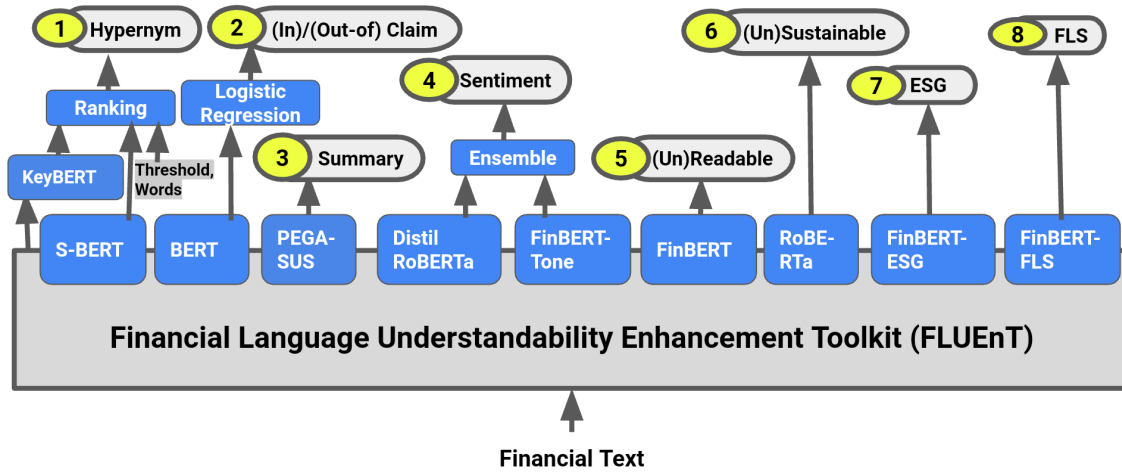 1 Hypernym
2 (In)/(Out-of) Claim
6 (Un)Sustainable
8 FLS
4 Sentiment
7 ESG
Ranking
Logistic
Regression
3 Summary
Ensemble
5 (Un)Readable
KeyBERT
Threshold,
Words
S-BERT
BERT
PEGA-
SUS
Distil
RoBERTa
FinBERT-
Tone
FinBERT
RoBE-
RTa
FinBERT-
ESG
FinBERT-
FLS
Financial Language Understandability Enhancement Toolkit (FLUEnT)
Financial Text